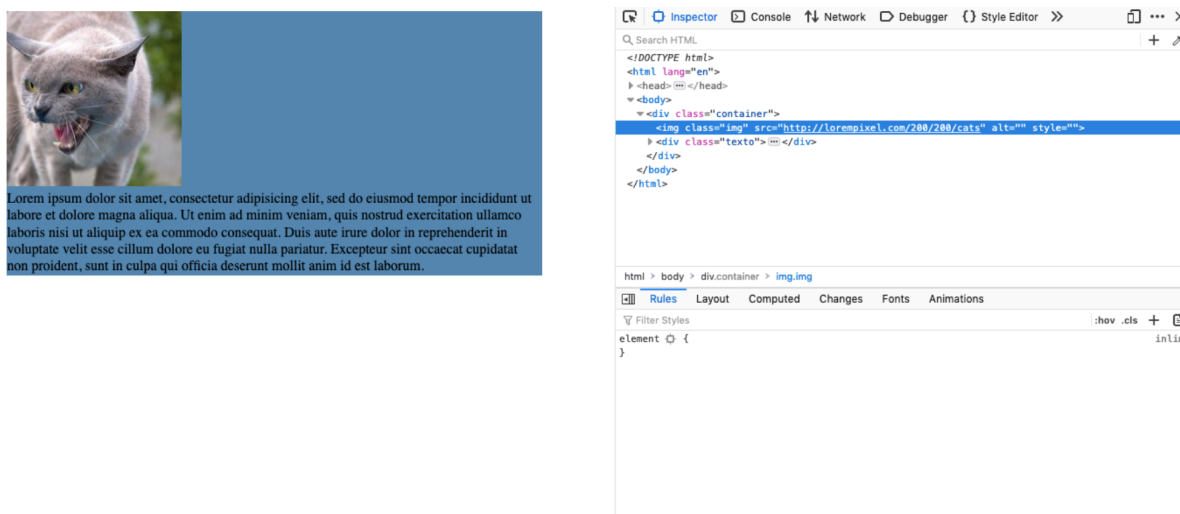 Lorem ipsum dolor sit amet, consectetur adipisicing elit, sed do eiusmod tempor incididunt ut
labore et dolore magna aliqua. Ut enim ad minim veniam, quis nostrud exercitation ullamco
laboris nisi ut aliquip ex ea commodo consequat. Duis aute irure dolor in reprehenderit in
voluptate velit esse cillum dolore eu fugiat nulla pariatur. Excepteur sint occaecat cupidatat
non proident, sunt in culpa qui officia deserunt mollit anim id est laborum.
Inspector Console Network Debugger {} Style Editor
Search HTML
<!DOCTYPE html>
<html lang="en">
<head> </head>
<body>
<div class="container">
<img class="img" src="http://lorempixel.com/200/200/cats" alt="" style="">
<div class="texto"> </div>
</div>
</body>
</html>
html > body > div.container > img.img
Rules Layout Computed Changes Fonts Animations
Filter Styles :hov .cls +
element { 
}